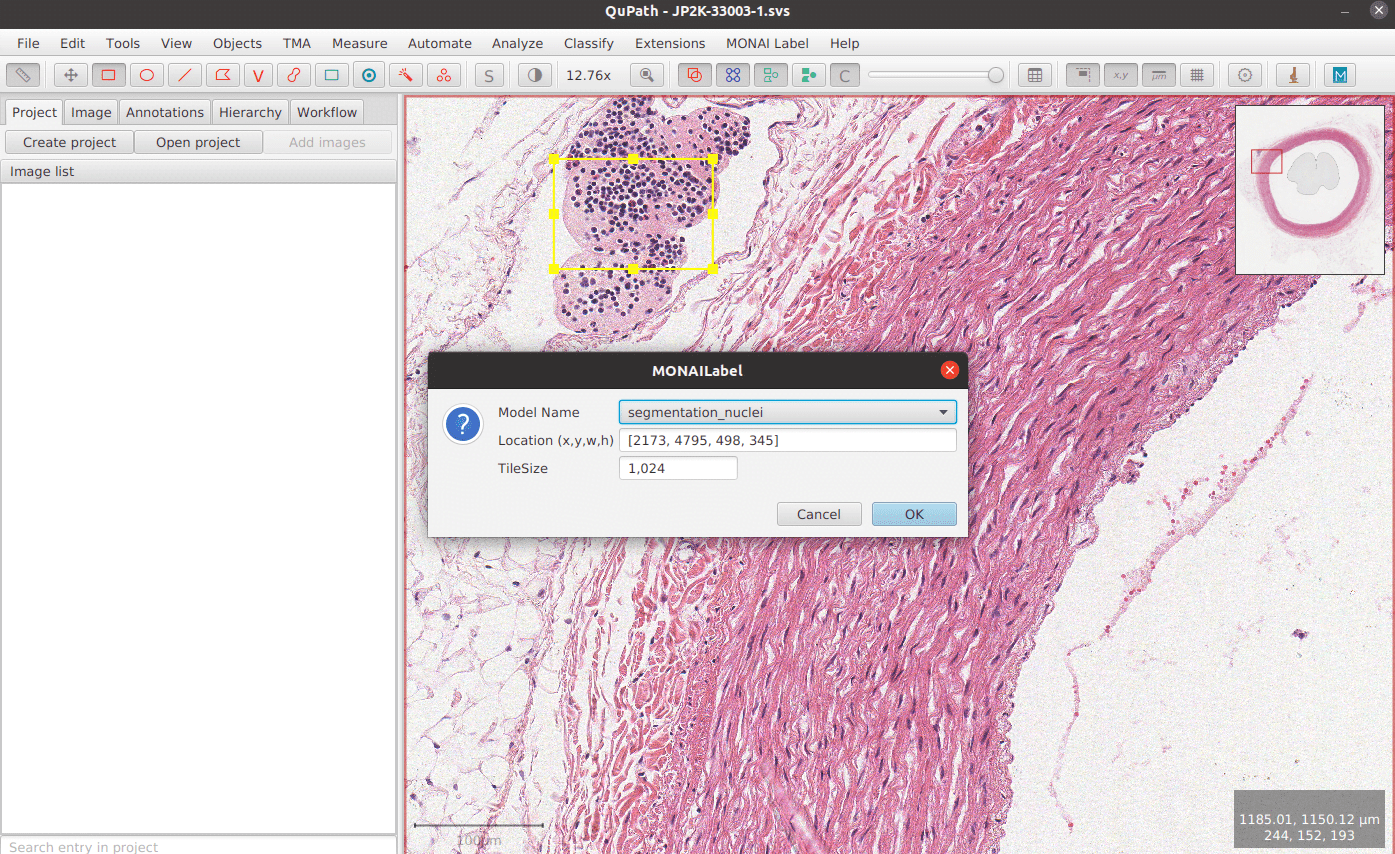 QuPath - JP2K-33003-1.svs
File Edit Tools View Objects TMA Measure Automate Analyze Classify Extensions MONAI Label Help
V S 12.76x C x,y μm M
Project Image Annotations Hierarchy Workflow
Create project Open project Add images
Image list
MONAILabel
?
Model Name segmentation_nuclei
Location (x,y,w,h) [2173, 4795, 498, 345]
TileSize 1,024
Cancel OK
100μm
1185.01, 1150.12 μm
244, 152, 193
Search entry in project